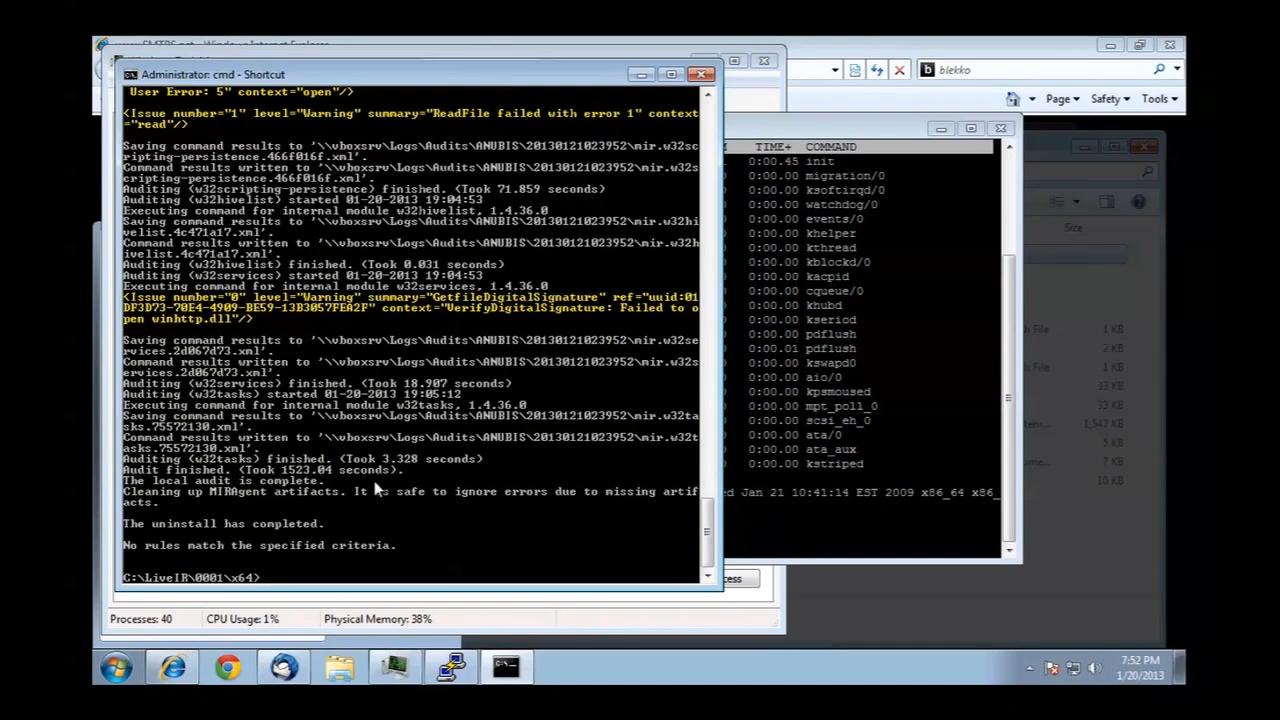 Administrator: cmd - Shortcut
User Error: 5" context="open"/>
<Issue number="1" level="Warning" summary="ReadFile failed with error 1" context
="read"/>
Saving command results to '\\vboxsrv\Logs\Audits\ANUBIS\20130121023952\mir.w32sc
ripting-persistence.466f016f.xml'.
Command results written to '\\vboxsrv\Logs\Audits\ANUBIS\20130121023952\mir.w32sc
ripting-persistence.466f016f.xml'.
Auditing (w32scripting-persistence) finished. (Took 71.859 seconds)
Auditing (w32hivelist) started 01-20-2013 19:04:53
Executing command for internal module w32hivelist, 1.4.36.0
Saving command results to '\\vboxsrv\Logs\Audits\ANUBIS\20130121023952\mir.w32hi
velist.4c471a17.xml'.
Command results written to '\\vboxsrv\Logs\Audits\ANUBIS\20130121023952\mir.w32h
ivelist.4c471a17.xml'.
Auditing (w32hivelist) finished. (Took 0.031 seconds)
Auditing (w32services) started 01-20-2013 19:04:53
Executing command for internal module w32services, 1.4.36.0
<Issue number="0" level="Warning" summary="GetfileDigitalSignature" ref="uuid:01
DF3D73-70E4-4909-BE59-13B3057FEA2F" context="VerifyDigitalSignature: Failed to o
pen winhttp.dll"/>
Saving command results to '\\vboxsrv\Logs\Audits\ANUBIS\20130121023952\mir.w32se
rvices.2d067d73.xml'.
Command results written to '\\vboxsrv\Logs\Audits\ANUBIS\20130121023952\mir.w32s
ervices.2d067d73.xml'.
Auditing (w32services) finished. (Took 18.907 seconds)
Auditing (w32tasks) started 01-20-2013 19:05:12
Executing command for internal module w32tasks, 1.4.36.0
Saving command results to '\\vboxsrv\Logs\Audits\ANUBIS\20130121023952\mir.w32ta
sks.75572130.xml'.
Command results written to '\\vboxsrv\Logs\Audits\ANUBIS\20130121023952\mir.w32t
asks.75572130.xml'.
Auditing (w32tasks) finished. (Took 3.328 seconds)
Audit finished. (Took 1523.04 seconds).
The local audit is complete.
Cleaning up MIRAgent artifacts. It is safe to ignore errors due to missing artif
acts.
The uninstall has completed.
No rules match the specified criteria.
C:\LiveIR\0001\x64>
Processes: 40 CPU Usage: 1% Physical Memory: 38%
blekko
Page Safety Tools
TIME+ COMMAND
0:00.45 init
0:00.00 migration/0
0:00.00 ksoftirqd/0
0:00.00 watchdog/0
0:00.00 events/0
0:00.00 khelper
0:00.00 kthread
0:00.00 kblockd/0
0:00.00 kacpid
0:00.00 cqueue/0
0:00.00 khubd
0:00.00 kseriod
0:00.00 pdflush
0:00.01 pdflush
0:00.00 kswapd0
0:00.00 aio/0
0:00.00 kpsmoused
0:00.00 mpt_poll_0
0:00.00 scsi_eh_0
0:00.00 ata/0
0:00.00 ata_aux
0:00.00 kstriped
ed Jan 21 10:41:14 EST 2009 x86_64 x86_
Size
h File 1 KB
2 KB
h File 1 KB
33 KB
33 KB
1,547 KB
5 KB
10 KB
7:52 PM
1/20/2013